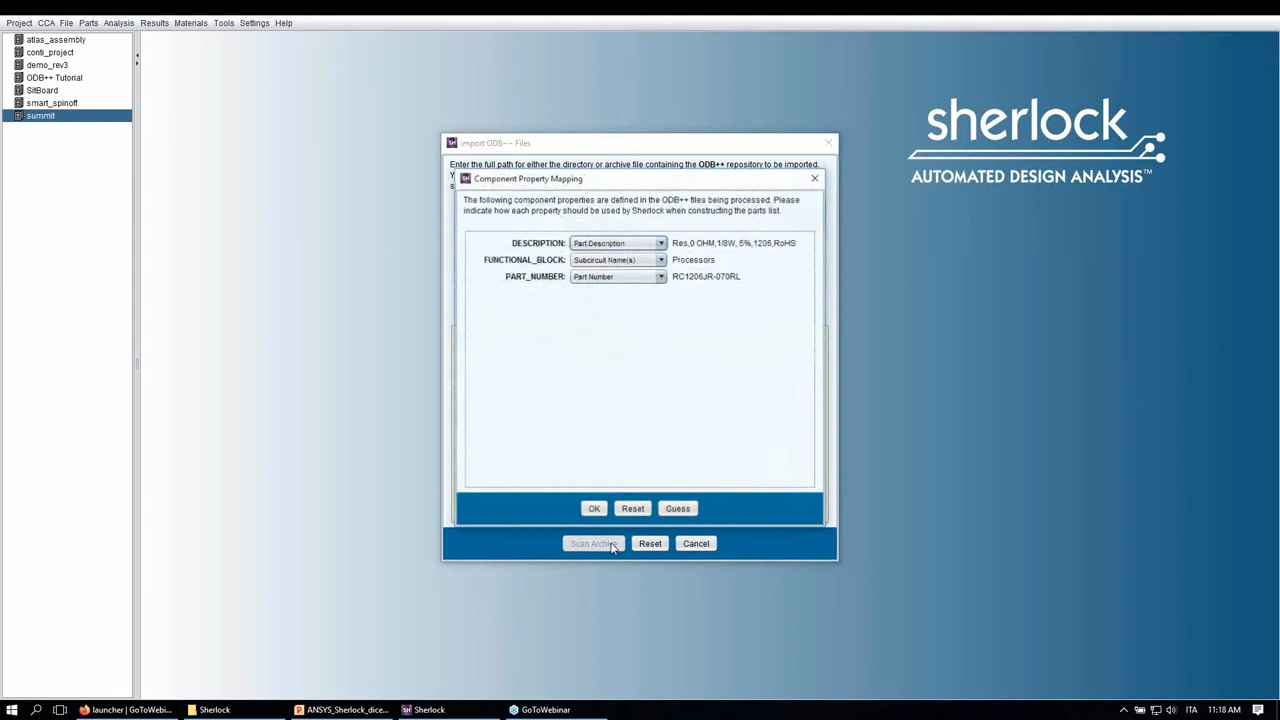 Project CCA File Parts Analysis Results Materials Tools Settings Help
atlas_assembly
conti_project
demo_rev3
ODB++ Tutorial
SitBoard
smart_spinoff
summit
sherlock
AUTOMATED DESIGN ANALYSIS™
Import ODB++ Files
Enter the full path for either the directory or archive file containing the ODB++ repository to be imported.
Component Property Mapping
The following component properties are defined in the ODB++ files being processed. Please
indicate how each property should be used by Sherlock when constructing the parts list.
DESCRIPTION: Part Description Res,0 OHM,1/8W, 5%,1206,RoHS
FUNCTIONAL_BLOCK: Subcircuit Name(s) Processors
PART_NUMBER: Part Number RC1206JR-070RL
OK Reset Guess
Scan Archive Reset Cancel
launcher | GoToWebi... Sherlock ANSYS_Sherlock_dice... Sherlock GoToWebinar ITA 11:18 AM